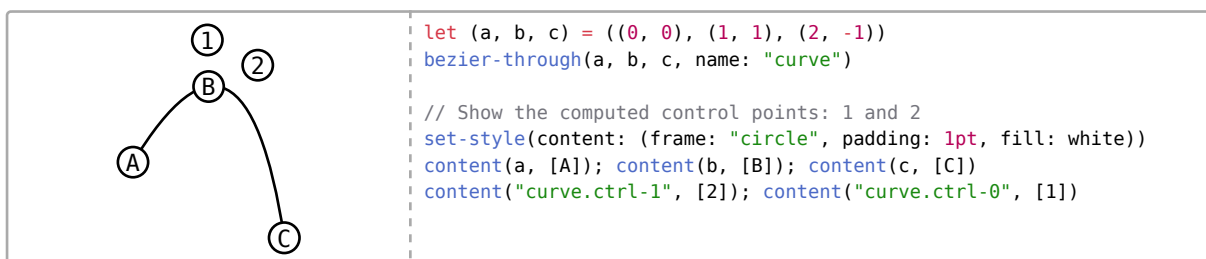 1
2
B
A
C
let (a, b, c) = ((0, 0), (1, 1), (2, -1))
bezier-through(a, b, c, name: "curve")
// Show the computed control points: 1 and 2
set-style(content: (frame: "circle", padding: 1pt, fill: white))
content(a, [A]); content(b, [B]); content(c, [C])
content("curve.ctrl-1", [2]); content("curve.ctrl-0", [1])